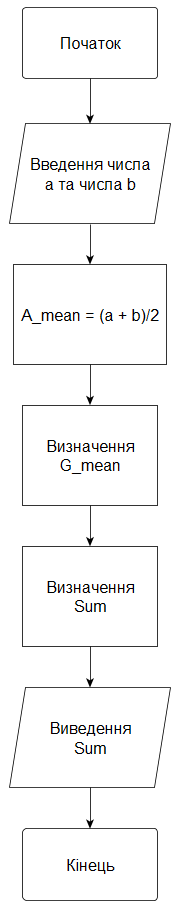 Початок
Введення числа
a та числа b
A_mean = (a + b)/2
Визначення
G_mean
Визначення
Sum
Виведення
Sum
Кінець